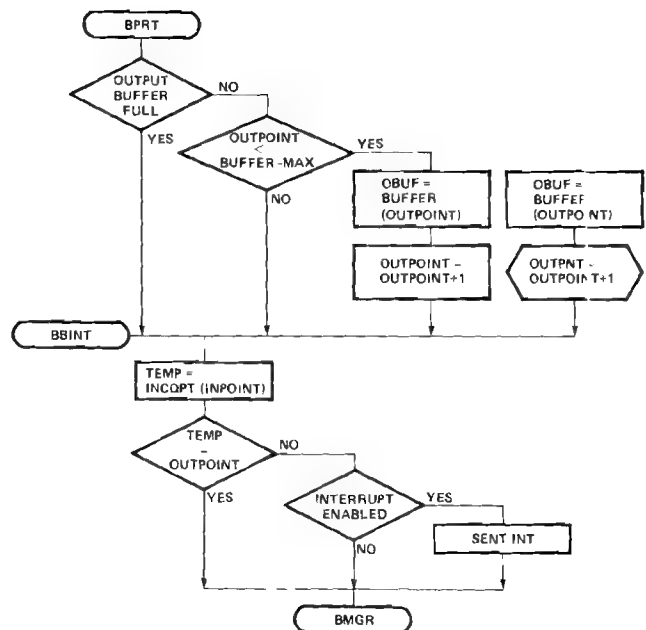 BPRT
OUTPUT
BUFFER
FULL
NO
YES
OUTPOINT
<
BUFFER-MAX
YES
NO
OBUF =
BUFFER
(OUTPOINT)
OBUF =
BUFFER
(OUTPOINT)
OUTPOINT –
OUTPOINT+1
OUTPNT –
OUTPOINT+1
BBINT
TEMP =
INCOPT (INPOINT)
TEMP
–
OUTPOINT
NO
YES
INTERRUPT
ENABLED
YES
NO
SENT INT
BMGR